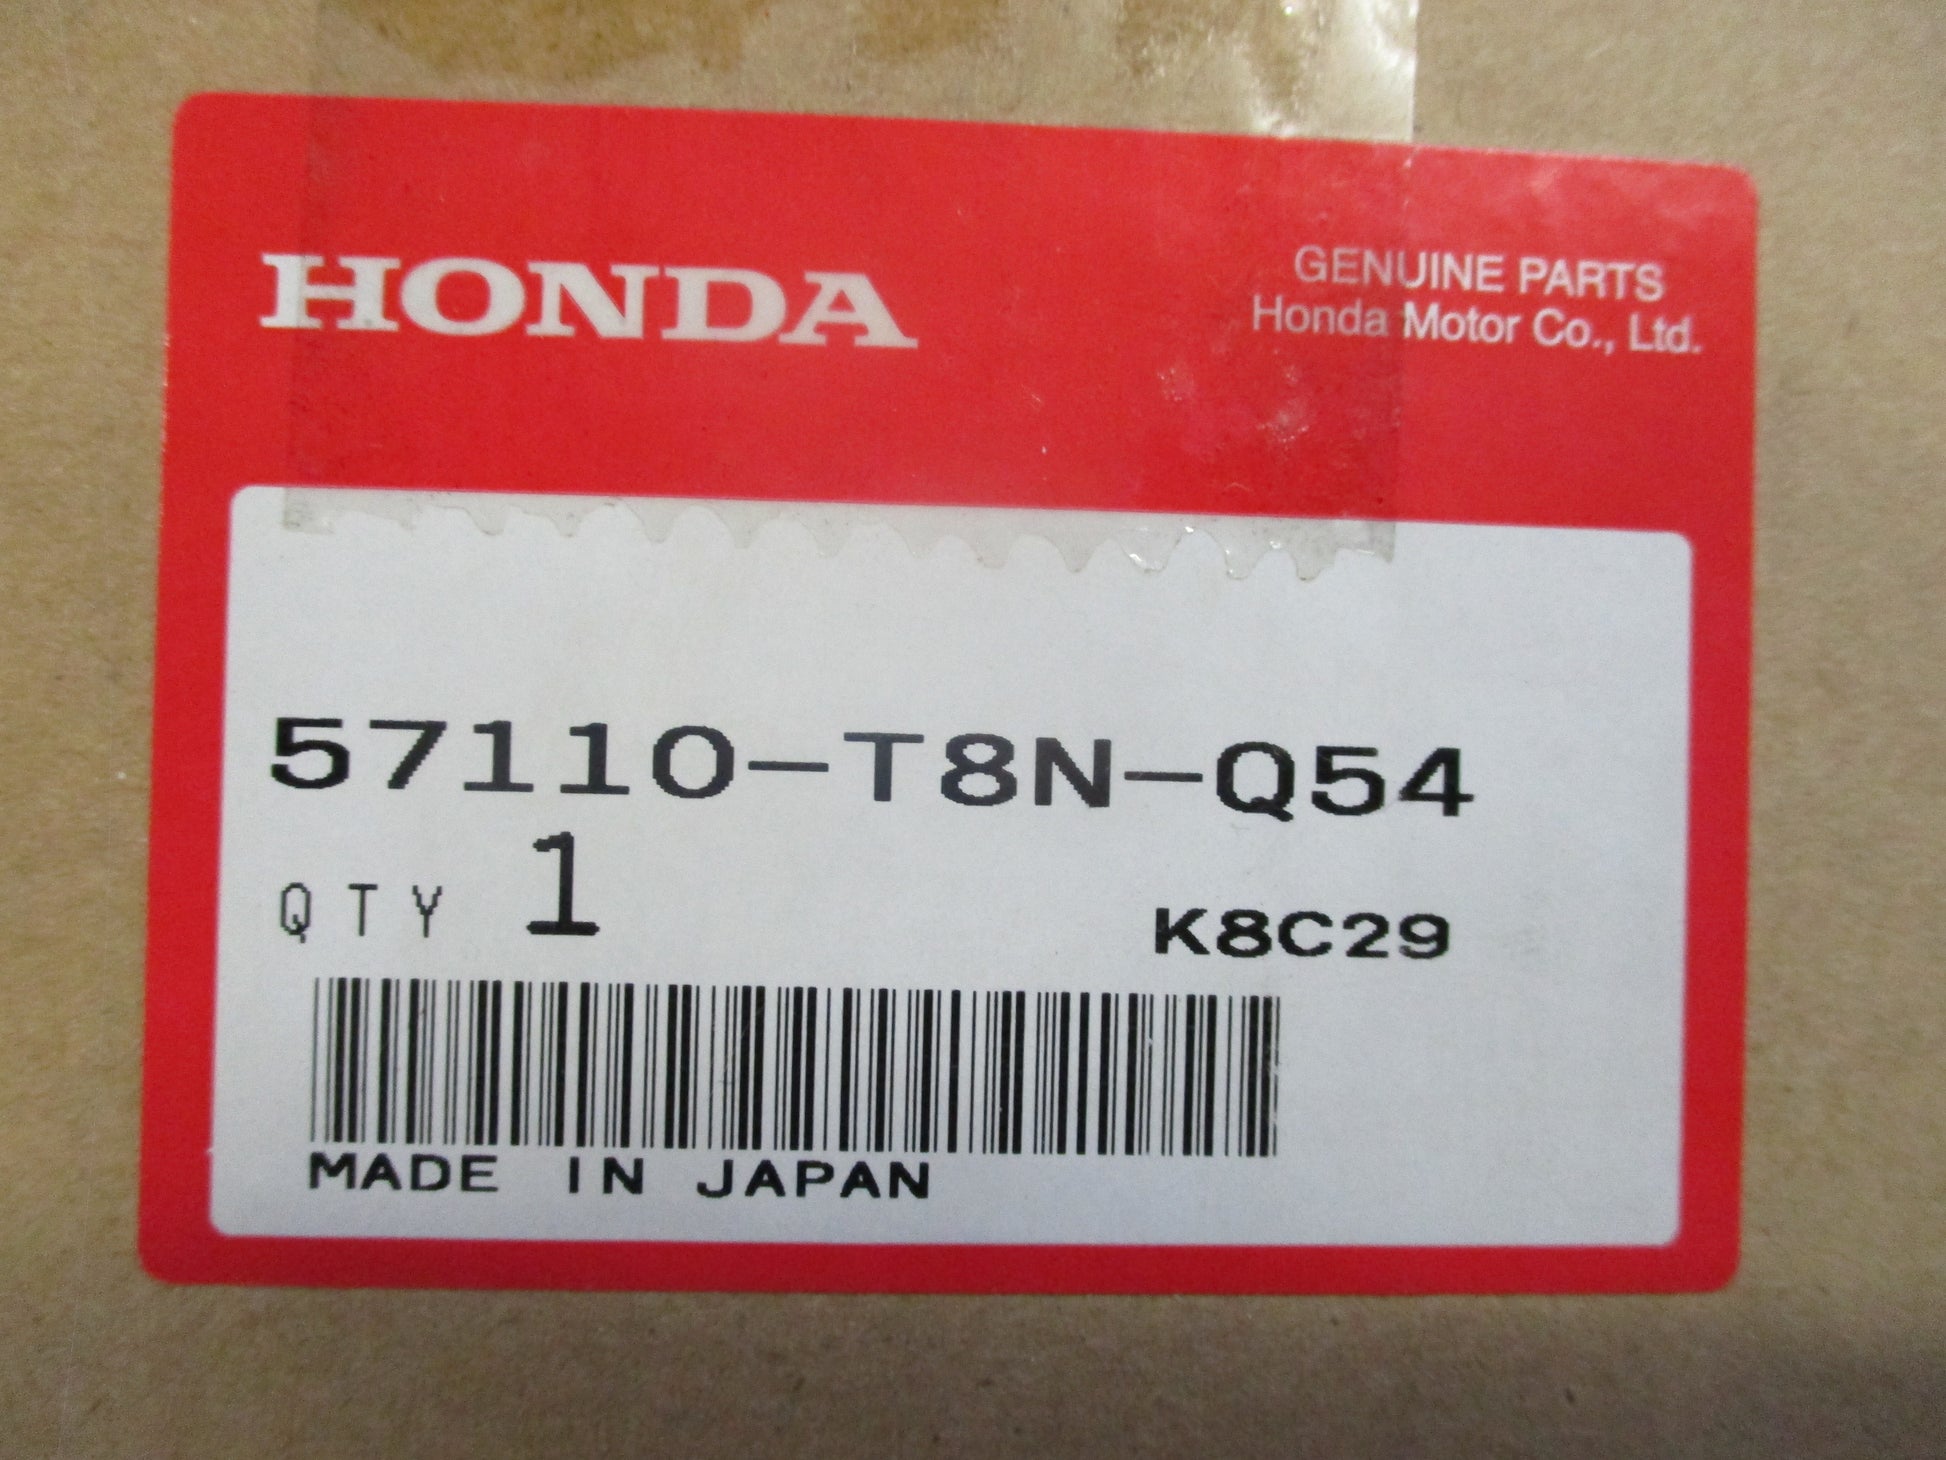 HONDA
GENUINE PARTS
Honda Motor Co., Ltd.
57110-T8N-Q54
QTY 1
K8C29
MADE IN JAPAN